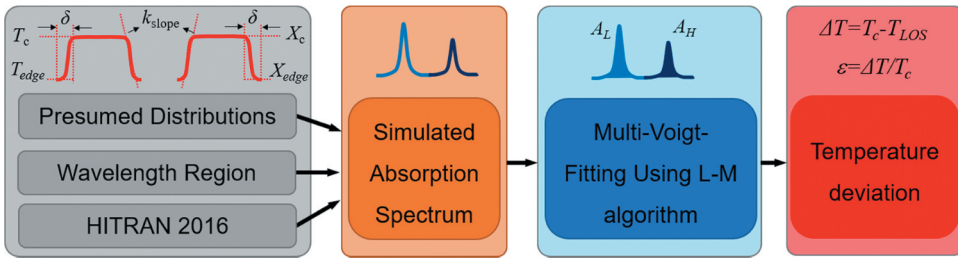 δ
k_slope
δ
T_c
X_c
T_edge
X_edge
Presumed Distributions
Wavelength Region
HITRAN 2016
Simulated
Absorption
Spectrum
A_L
A_H
Multi-Voigt-
Fitting Using L-M
algorithm
ΔT=T_c-T_LOS
ε=ΔT/T_c
Temperature
deviation